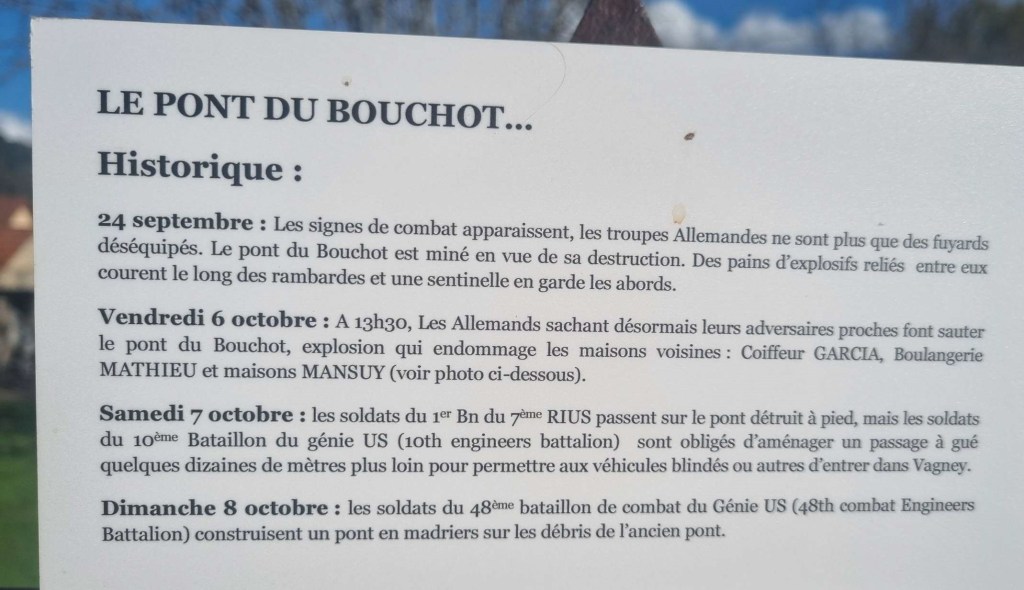 LE PONT DU BOUCHOT...
Historique :
24 septembre : Les signes de combat apparaissent, les troupes Allemandes ne sont plus que des fuyards
déséquipés. Le pont du Bouchot est miné en vue de sa destruction. Des pains d'explosifs reliés entre eux
courent le long des rambardes et une sentinelle en garde les abords.
Vendredi 6 octobre : A 13h30, Les Allemands sachant désormais leurs adversaires proches font sauter
le pont du Bouchot, explosion qui endommage les maisons voisines : Coiffeur GARCIA, Boulangerie
MATHIEU et maisons MANSUY (voir photo ci-dessous).
Samedi 7 octobre : les soldats du 1er Bn du 7ème RIUS passent sur le pont détruit à pied, mais les soldats
du 10ème Bataillon du génie US (10th engineers battalion) sont obligés d'aménager un passage à gué
quelques dizaines de mètres plus loin pour permettre aux véhicules blindés ou autres d'entrer dans Vagney.
Dimanche 8 octobre : les soldats du 48ème bataillon de combat du Génie US (48th combat Engineers
Battalion) construisent un pont en madriers sur les débris de l'ancien pont.